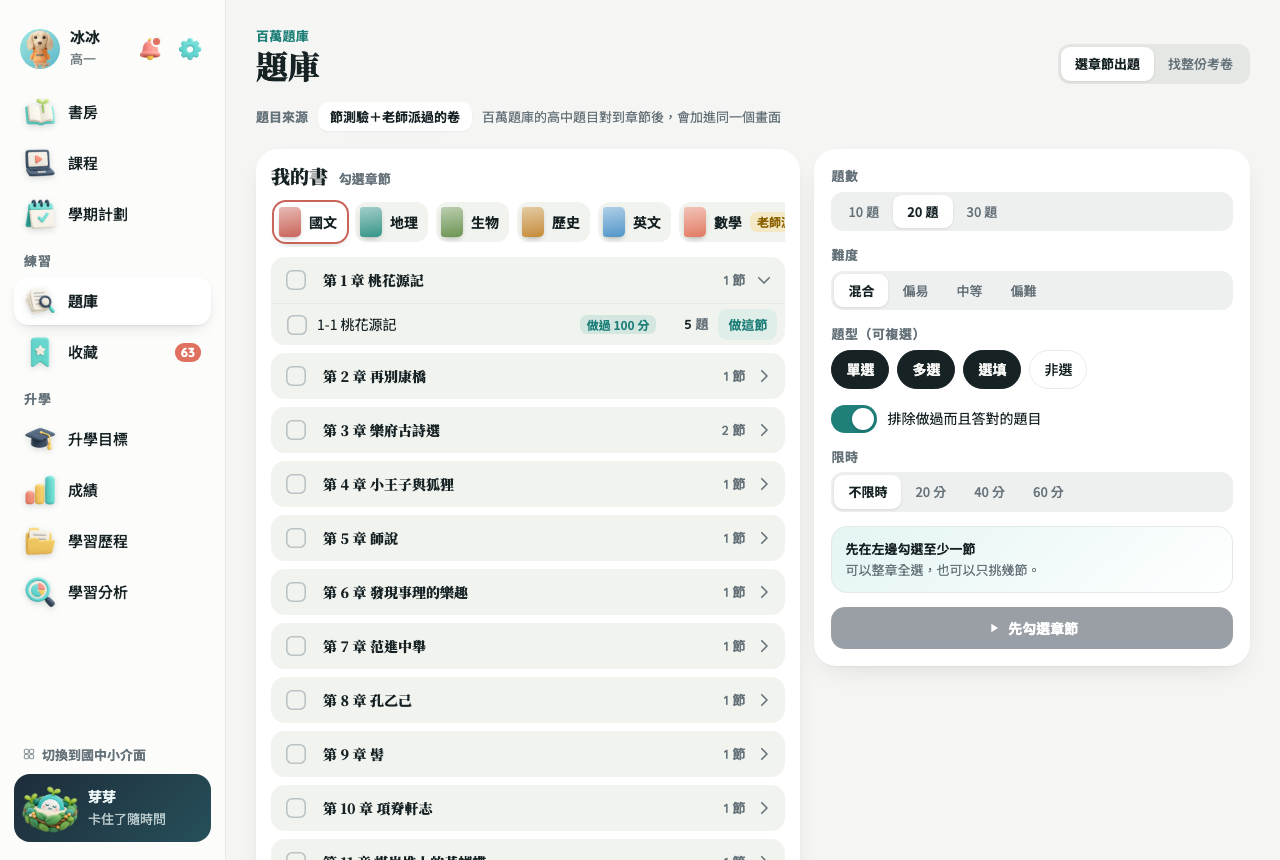 冰冰
高一
書房
課程
學期計劃
練習
題庫
收藏 63
升學
升學目標
成績
學習歷程
學習分析
切換到國中小介面
芽芽
卡住了隨時問
百萬題庫
題庫
選章節出題 找整份考卷
題目來源 節測驗＋老師派過的卷 百萬題庫的高中題目對到章節後，會加進同一個畫面
我的書 勾選章節
國文 地理 生物 歷史 英文 數學 老師
第 1 章 桃花源記 1 節
1-1 桃花源記 做過 100 分 5 題 做這節
第 2 章 再別康橋 1 節
第 3 章 樂府古詩選 2 節
第 4 章 小王子與狐狸 1 節
第 5 章 師說 1 節
第 6 章 發現事理的樂趣 1 節
第 7 章 范進中舉 1 節
第 8 章 孔乙己 1 節
第 9 章 髻 1 節
第 10 章 項脊軒志 1 節
題數
10 題 20 題 30 題
難度
混合 偏易 中等 偏難
題型（可複選）
單選 多選 選填 非選
排除做過而且答對的題目
限時
不限時 20 分 40 分 60 分
先在左邊勾選至少一節
可以整章全選，也可以只挑幾節。
先勾選章節